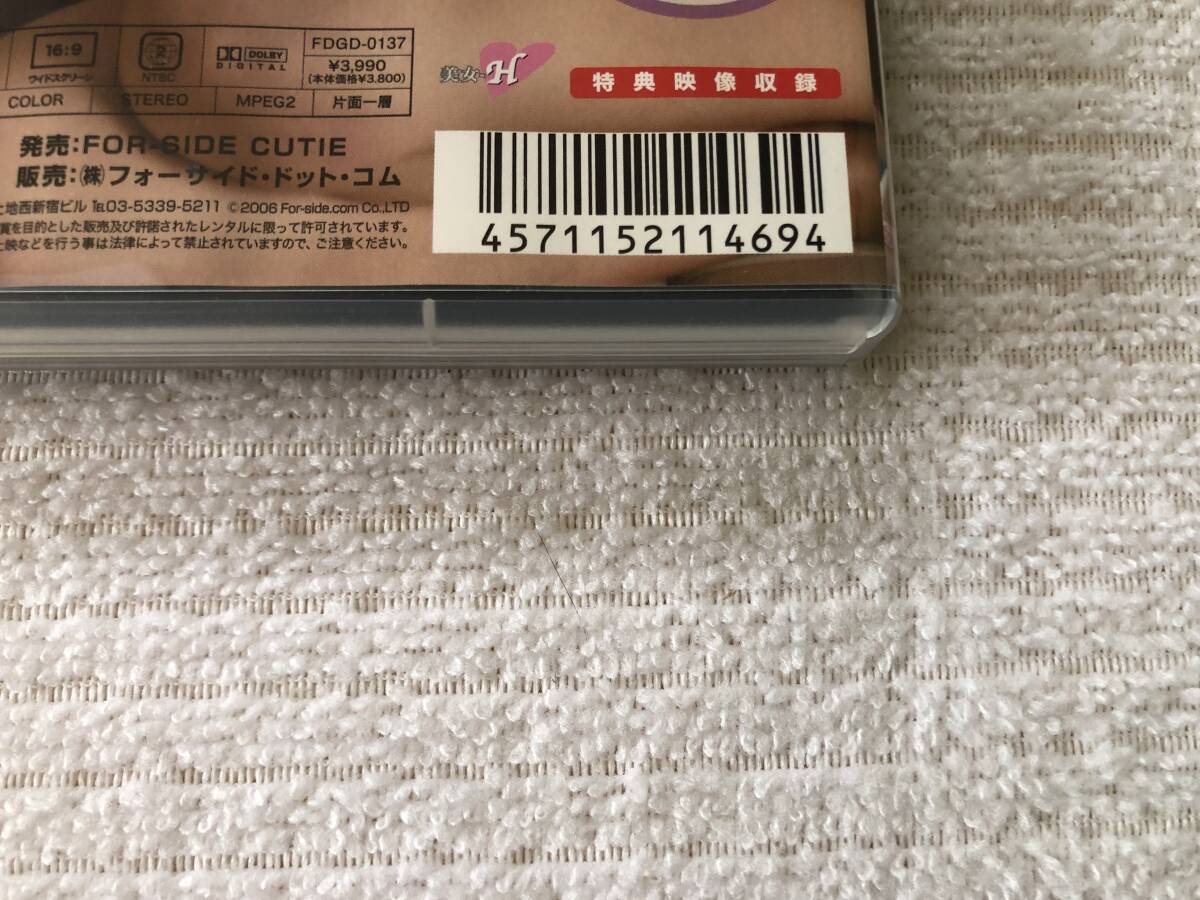 16:9
ワイドスクリーン
2
NTSC
DOLBY
DIGITAL
FDGD-0137
¥3,990
(本体価格¥3,800)
COLOR
STEREO
MPEG2
片面一層
美女-H
特典映像収録
発売:FOR-SIDE CUTIE
販売:㈱フォーサイド・ドット・コム
地西新宿ビル ℡03-5339-5211 ©2006 For-side.com Co.,LTD
賞を目的とした販売及び許諾されたレンタルに限って許可されています。
上映などを行う事は法律によって禁止されていますので、ご注意ください。
4571152114694